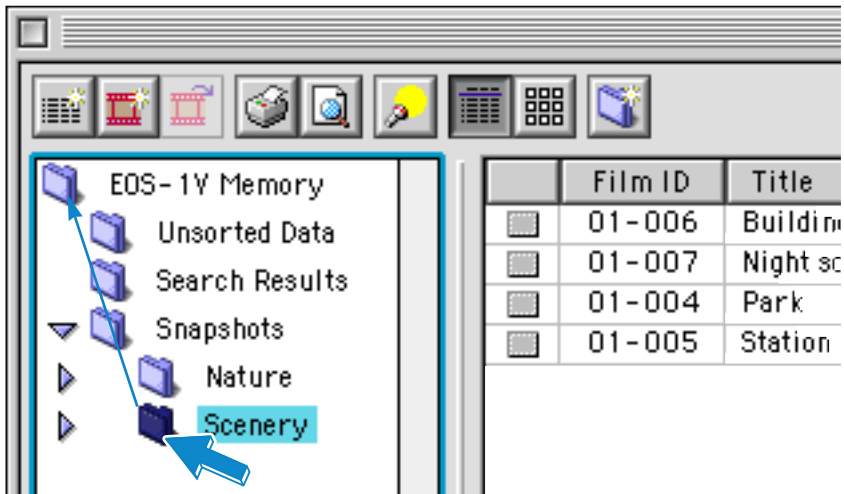 EOS-1V Memory
Unsorted Data
Search Results
Snapshots
Nature
Scenery
Film ID Title
01-006
01-007 Night
01-004 Park
01-005 Station